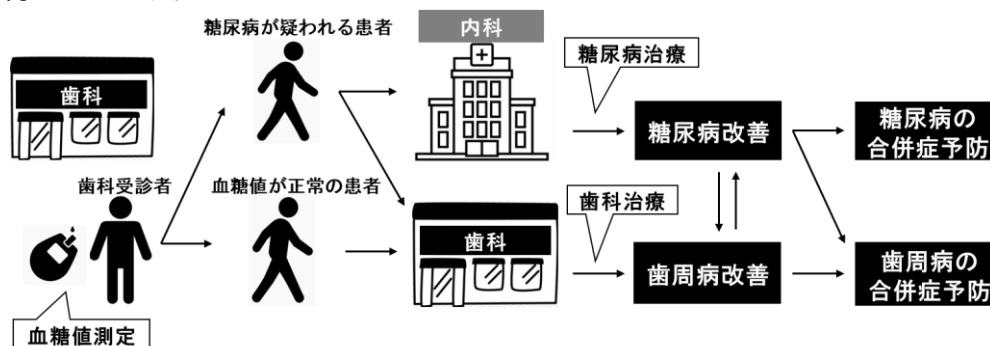 糖尿病が疑われる患者
内科
糖尿病治療
歯科
糖尿病改善
糖尿病の
合併症予防
歯科受診者
血糖値が正常の患者
歯科治療
歯科
歯周病改善
歯周病の
合併症予防
血糖値測定